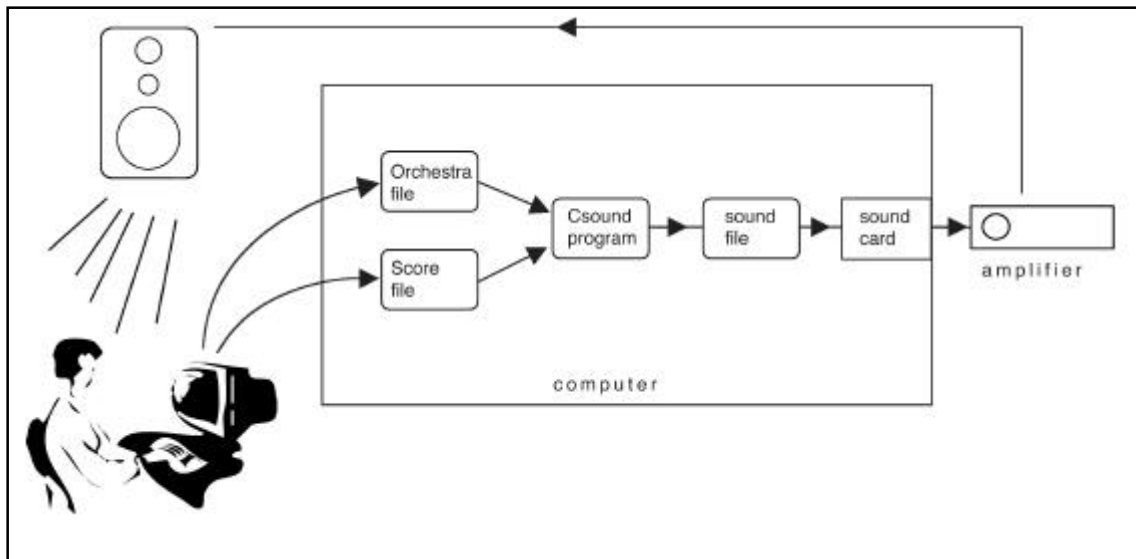 Orchestra
file
Csound
program
sound
file
sound
card
amplifier
Score
file
computer